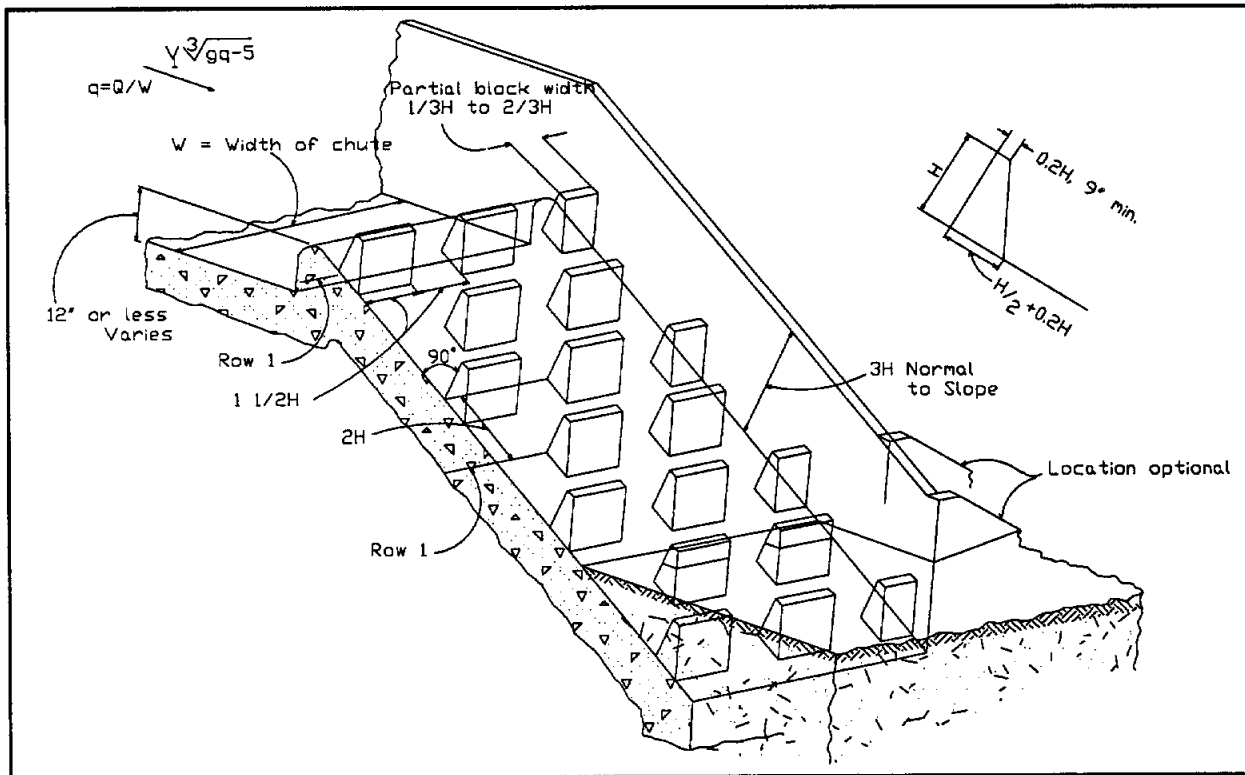 V∛gq-5
q=Q/W
Partial block width
1/3H to 2/3H
W = Width of chute
H
0.2H, 9" min.
H/2 +0.2H
12" or less
Varies
Row 1
90°
1 1/2H
2H
3H Normal
to Slope
Location optional
Row 1